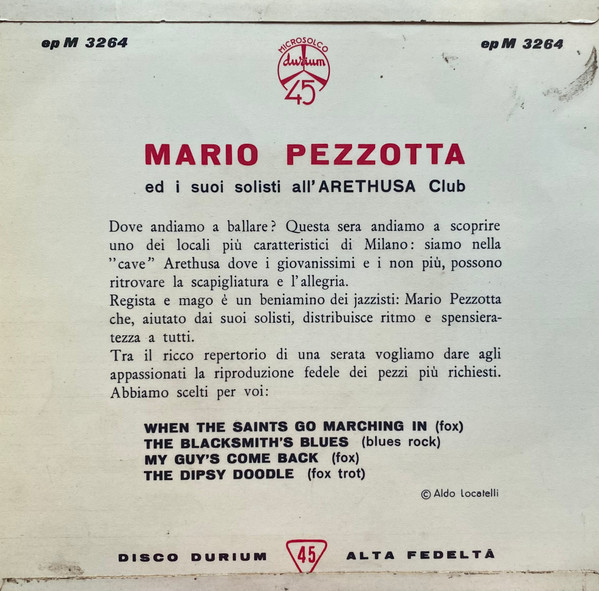 ep M 3264
MICROSOLCO
durium
45
ep M 3264
MARIO PEZZOTTA
ed i suoi solisti all'ARETHUSA Club
Dove andiamo a ballare? Questa sera andiamo a scoprire
uno dei locali più caratteristici di Milano: siamo nella
"cave" Arethusa dove i giovanissimi e i non più, possono
ritrovare la scapigliatura e l'allegria.
Regista e mago è un beniamino dei jazzisti: Mario Pezzotta
che, aiutato dai suoi solisti, distribuisce ritmo e spensiera-
tezza a tutti.
Tra il ricco repertorio di una serata vogliamo dare agli
appassionati la riproduzione fedele dei pezzi più richiesti.
Abbiamo scelti per voi:
WHEN THE SAINTS GO MARCHING IN (fox)
THE BLACKSMITH'S BLUES (blues rock)
MY GUY'S COME BACK (fox)
THE DIPSY DOODLE (fox trot)
© Aldo Locatelli
DISCO DURIUM 45 ALTA FEDELTÀ